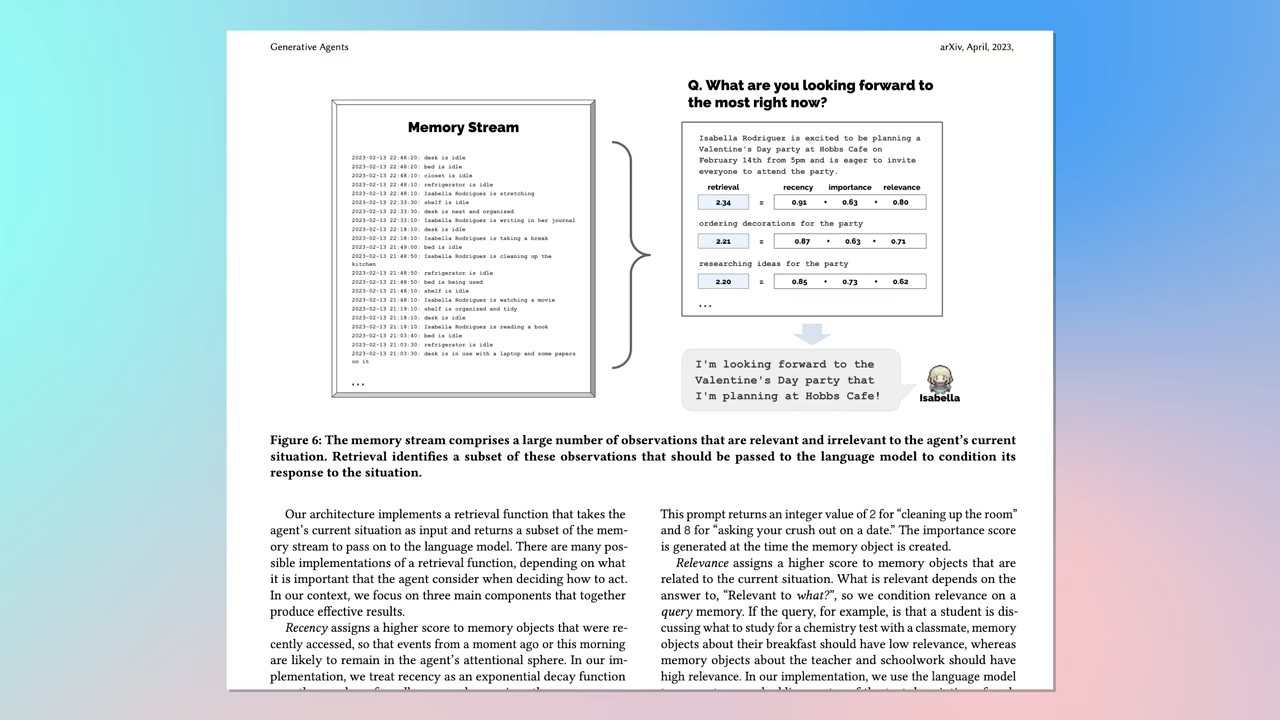 Generative Agents
arXiv, April, 2023,
Memory Stream
2023-02-13 22:48:20: desk is idle
2023-02-13 22:48:20: bed is idle
2023-02-13 22:48:10: closet is idle
2023-02-13 22:48:10: refrigerator is idle
2023-02-13 22:48:10: Isabella Rodriguez is stretching
2023-02-13 22:33:30: shelf is idle
2023-02-13 22:33:30: desk is neat and organized
2023-02-13 22:33:10: Isabella Rodriguez is writing in her journal
2023-02-13 22:18:10: desk is idle
2023-02-13 22:18:10: Isabella Rodriguez is taking a break
2023-02-13 21:49:00: bed is idle
2023-02-13 21:48:50: Isabella Rodriguez is cleaning up the
kitchen
2023-02-13 21:48:50: refrigerator is idle
2023-02-13 21:48:50: bed is being used
2023-02-13 21:48:10: shelf is idle
2023-02-13 21:48:10: Isabella Rodriguez is watching a movie
2023-02-13 21:19:10: shelf is organized and tidy
2023-02-13 21:18:10: desk is idle
2023-02-13 21:18:10: Isabella Rodriguez is reading a book
2023-02-13 21:03:40: bed is idle
2023-02-13 21:03:30: refrigerator is idle
2023-02-13 21:03:30: desk is in use with a laptop and some papers
on it
...
Q. What are you looking forward to
the most right now?
Isabella Rodriguez is excited to be planning a
Valentine's Day party at Hobbs Cafe on
February 14th from 5pm and is eager to invite
everyone to attend the party.
retrieval recency importance relevance
2.34 = 0.91 • 0.63 • 0.80
ordering decorations for the party
2.21 = 0.87 • 0.63 • 0.71
researching ideas for the party
2.20 = 0.85 • 0.73 • 0.62
...
I'm looking forward to the
Valentine's Day party that
I'm planning at Hobbs Cafe!
Isabella
Figure 6: The memory stream comprises a large number of observations that are relevant and irrelevant to the agent's current
situation. Retrieval identifies a subset of these observations that should be passed to the language model to condition its
response to the situation.
Our architecture implements a retrieval function that takes the
agent's current situation as input and returns a subset of the mem-
ory stream to pass on to the language model. There are many pos-
sible implementations of a retrieval function, depending on what
it is important that the agent consider when deciding how to act.
In our context, we focus on three main components that together
produce effective results.
Recency assigns a higher score to memory objects that were re-
cently accessed, so that events from a moment ago or this morning
are likely to remain in the agent's attentional sphere. In our im-
plementation, we treat recency as an exponential decay function
This prompt returns an integer value of 2 for “cleaning up the room”
and 8 for “asking your crush out on a date.” The importance score
is generated at the time the memory object is created.
Relevance assigns a higher score to memory objects that are
related to the current situation. What is relevant depends on the
answer to, “Relevant to what?”, so we condition relevance on a
query memory. If the query, for example, is that a student is dis-
cussing what to study for a chemistry test with a classmate, memory
objects about their breakfast should have low relevance, whereas
memory objects about the teacher and schoolwork should have
high relevance. In our implementation, we use the language model